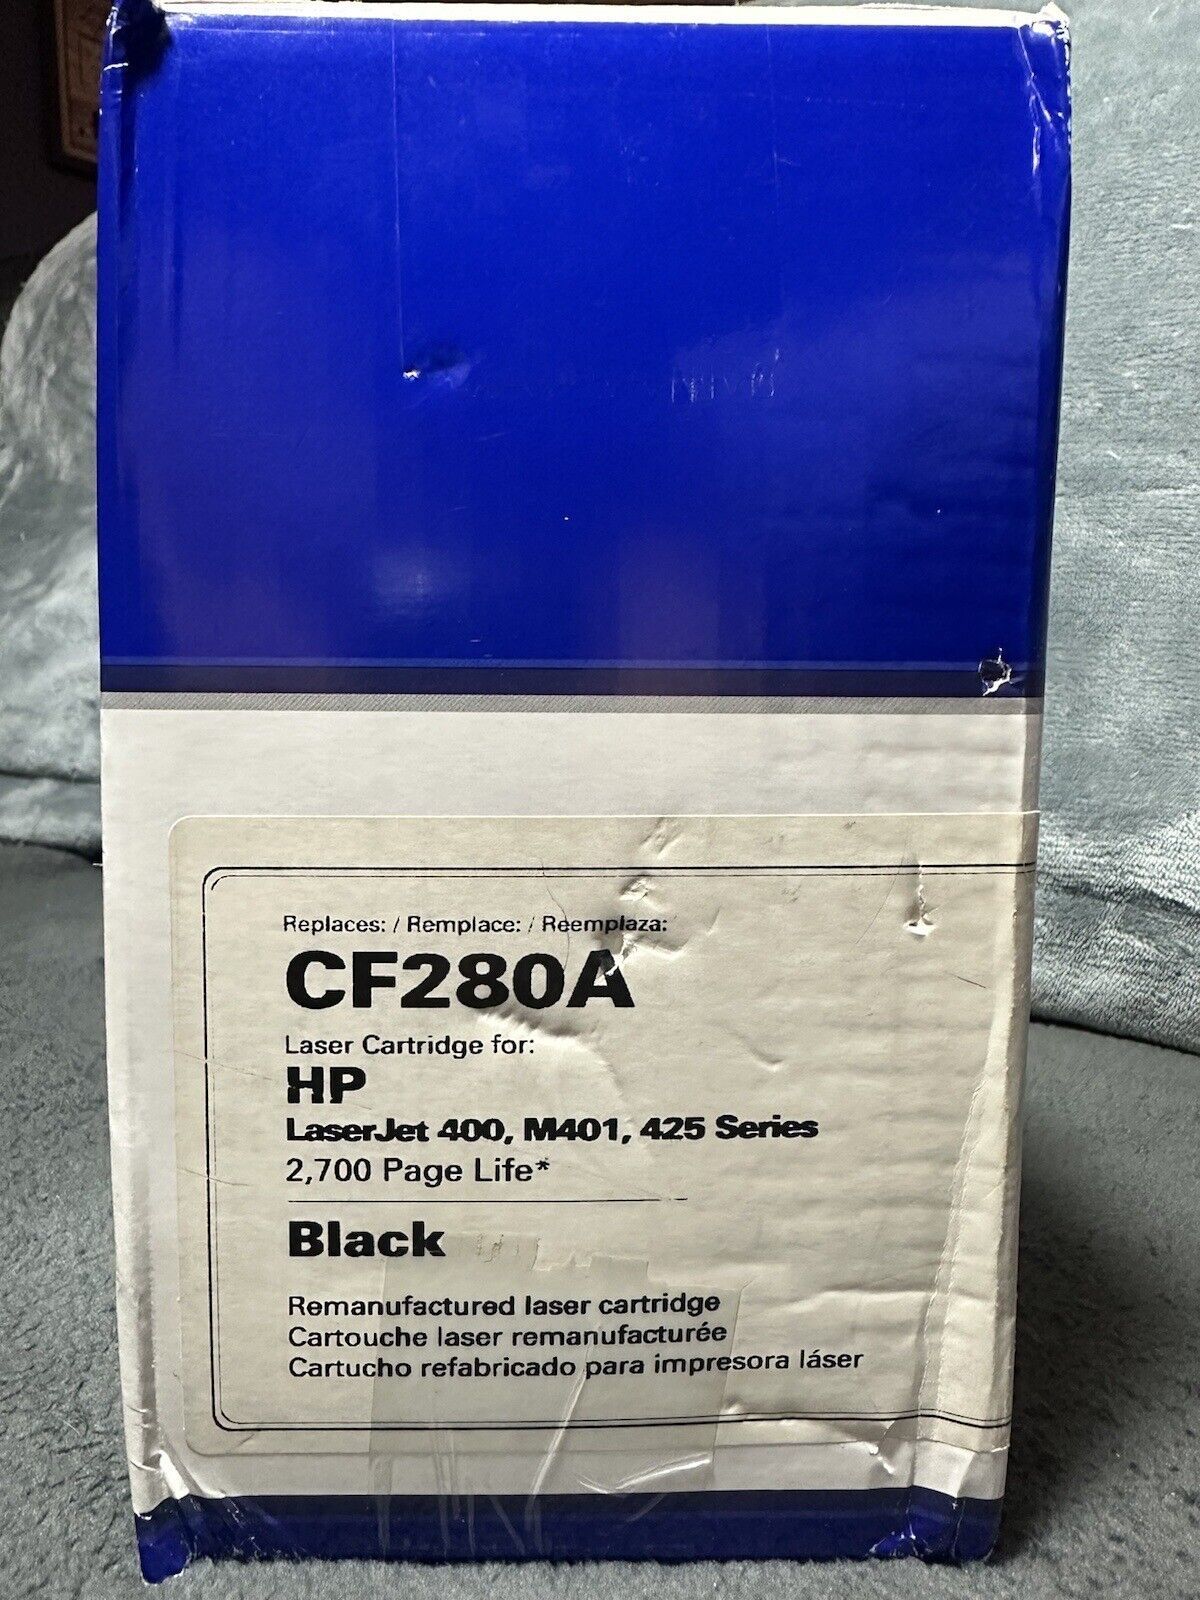 Replaces: / Remplace: / Reemplaza:
CF280A
Laser Cartridge for:
HP
LaserJet 400, M401, 425 Series
2,700 Page Life*
Black
Remanufactured laser cartridge
Cartouche laser remanufacturée
Cartucho refabricado para impresora láser